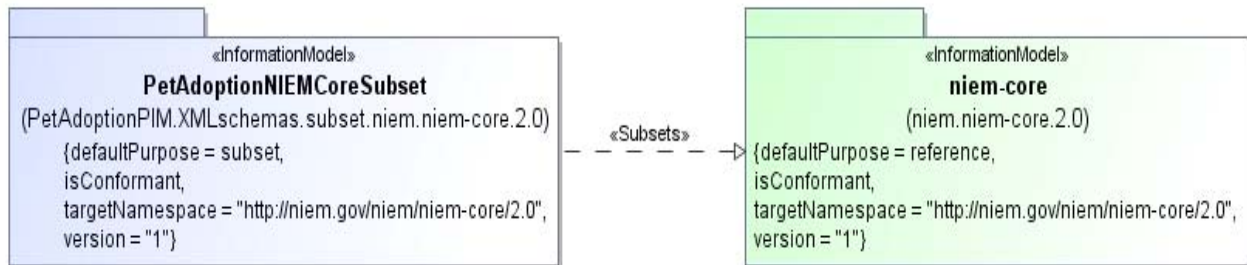 «InformationModel»
PetAdoptionNIEMCoreSubset
(PetAdoptionPIM.XMLschemas.subset.niem.niem-core.2.0)
{defaultPurpose = subset,
isConformant,
targetNamespace = "http://niem.gov/niem/niem-core/2.0",
version = "1"}
«Subsets»
«InformationModel»
niem-core
(niem.niem-core.2.0)
{defaultPurpose = reference,
isConformant,
targetNamespace = "http://niem.gov/niem/niem-core/2.0",
version = "1"}